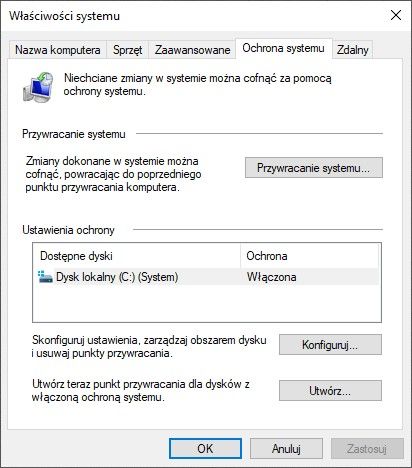 Właściwości systemu
Nazwa komputera Sprzęt Zaawansowane Ochrona systemu Zdalny
Niechciane zmiany w systemie można cofnąć za pomocą
ochrony systemu.
Przywracanie systemu
Zmiany dokonane w systemie można
cofnąć, powracając do poprzedniego
punktu przywracania komputera.
Przywracanie systemu...
Ustawienia ochrony
Dostępne dyski Ochrona
Dysk lokalny (C:) (System) Włączona
Skonfiguruj ustawienia, zarządzaj obszarem dysku
i usuwaj punkty przywracania.
Konfiguruj...
Utwórz teraz punkt przywracania dla dysków z
włączoną ochroną systemu.
Utwórz...
OK Anuluj Zastosuj